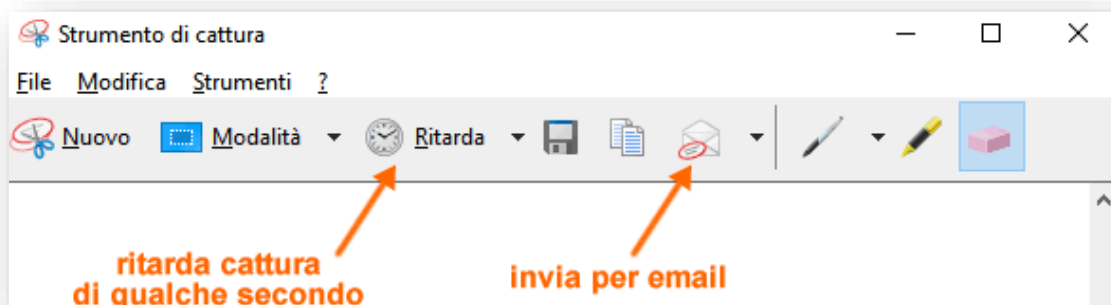 Strumento di cattura
File Modifica Strumenti ?
Nuovo Modalità Ritarda
ritarda cattura
di qualche secondo
invia per email